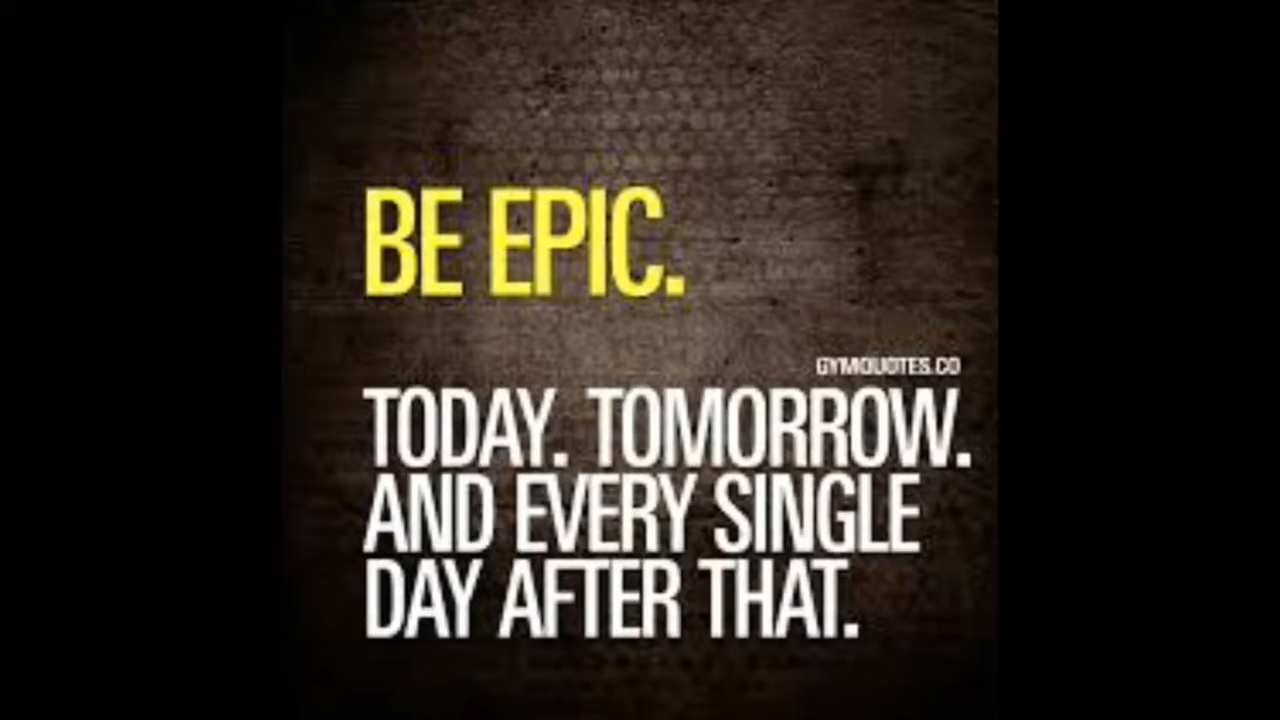 BE EPIC.
GYMQUOTES.CO
TODAY. TOMORROW.
AND EVERY SINGLE
DAY AFTER THAT.